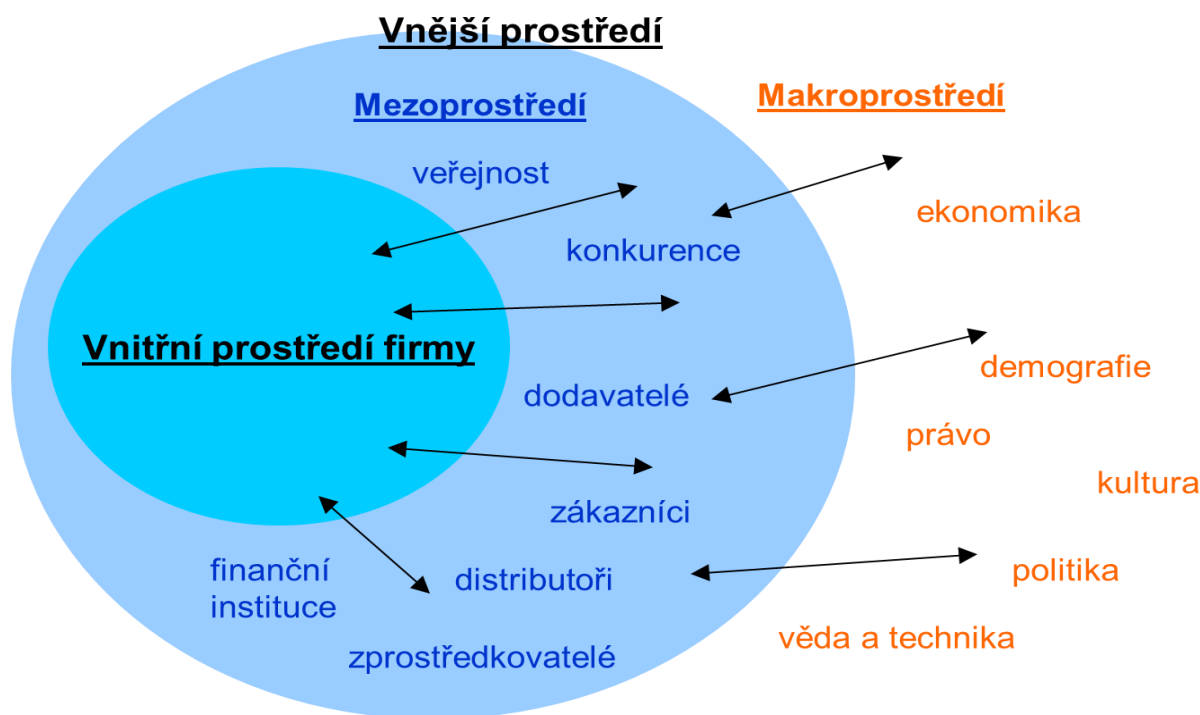 Vnější prostředí
Mezoprostředí
Makroprostředí
veřejnost
ekonomika
konkurence
Vnitřní prostředí firmy
demografie
dodavatelé
právo
kultura
zákazníci
finanční
instituce
distributoři
politika
věda a technika
zprostředkovatelé